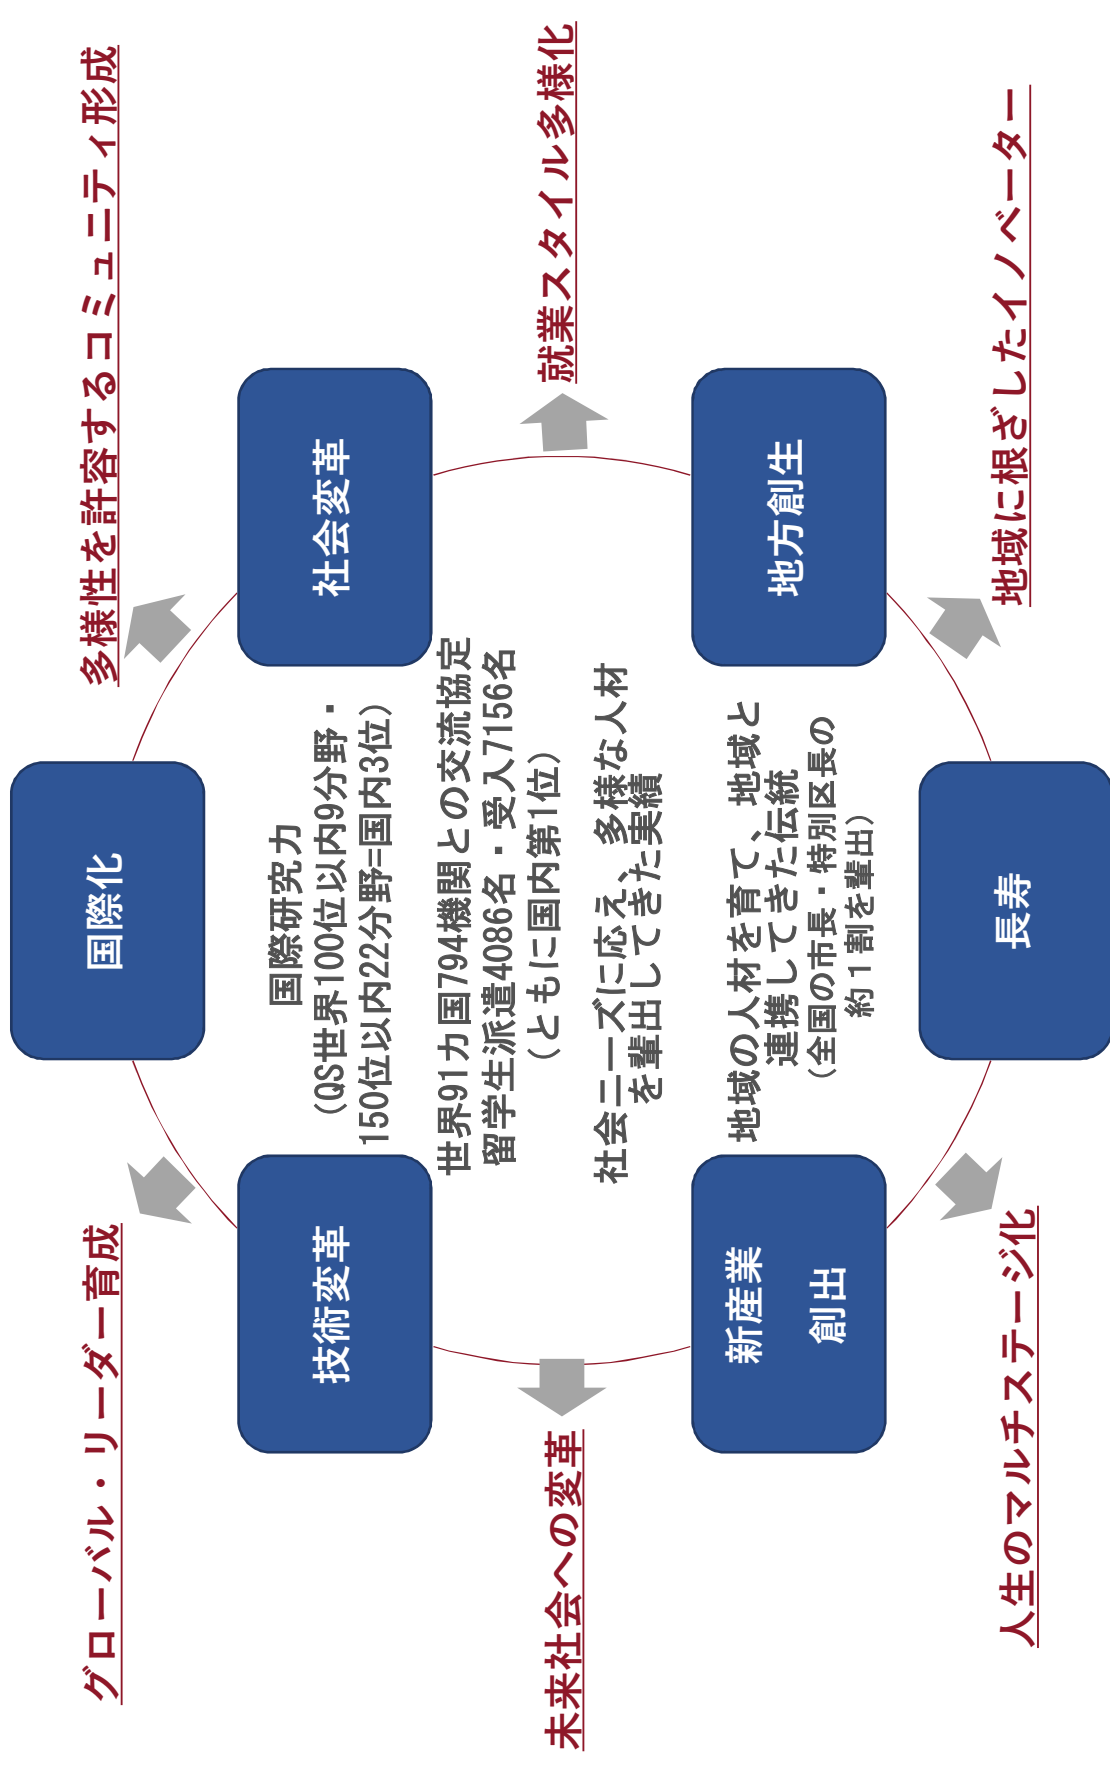 国際化
グローバル・リーダー育成
多様性を許容するコミュニティ形成
技術変革
社会変革
国際研究力
（QS世界100位以内9分野・
150位以内22分野=国内3位）
世界91カ国794機関との交流協定
留学生派遣4086名・受入7156名
（ともに国内第1位）
未来社会への変革
就業スタイル多様化
社会ニーズに応え、多様な人材
を輩出してきた実績
地域の人材を育て、地域と
連携してきた伝統
（全国の市長・特別区長の
約１割を輩出）
新産業
創出
地方創生
人生のマルチステージ化
地域に根ざしたイノベーター
長寿